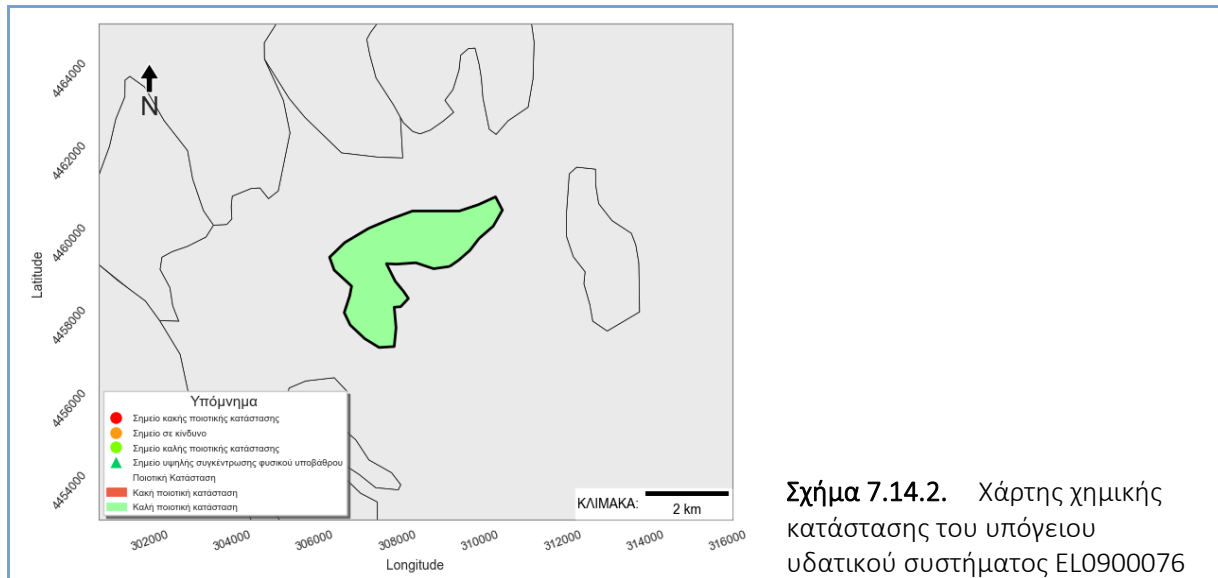 N
4464000
4462000
4460000
4458000
4456000
4454000
Latitude
Υπόμνημα
Σημείο κακής ποιοτικής κατάστασης
Σημείο σε κίνδυνο
Σημείο καλής ποιοτικής κατάστασης
Σημείο υψηλής συγκέντρωσης φυσικού υποβάθρου
Ποιοτική Κατάσταση
Κακή ποιοτική κατάσταση
Καλή ποιοτική κατάσταση
ΚΛΙΜΑΚΑ:
2 km
302000 304000 306000 308000 310000 312000 314000 316000
Longitude
Σχήμα 7.14.2. Χάρτης χημικής
κατάστασης του υπόγειου
υδατικού συστήματος EL0900076